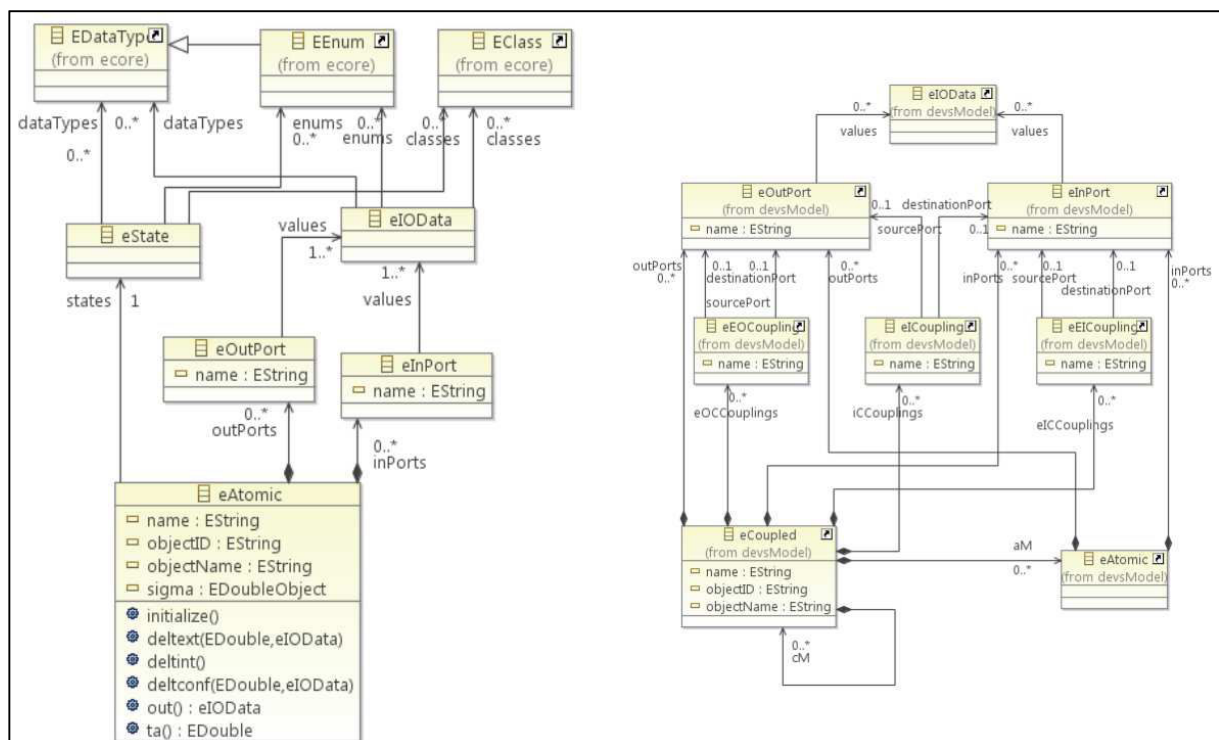 EDataType
(from ecore)
EEnum
(from ecore)
EClass
(from ecore)
dataTypes
0..*
dataTypes
0..*
enums
0..*
0..*
enums
0..*
classes
0..*
classes
eState
values
1..*
eIOData
1..*
values
states
1
eOutPort
name : EString
eInPort
name : EString
0..*
outPorts
0..*
inPorts
eAtomic
name : EString
objectID : EString
objectName : EString
sigma : EDoubleObject
initialize()
deltext(EDouble,eIOData)
deltint()
deltconf(EDouble,eIOData)
out() : eIOData
ta() : EDouble
eIOData
(from devsModel)
0..*
values
0..*
values
eOutPort
(from devsModel)
name : EString
eInPort
(from devsModel)
name : EString
0..1
sourcePort
destinationPort
0..1
outPorts
0..*
0..1
sourcePort
destinationPort
0..1
0..*
outPorts
inPorts
0..*
sourcePort
0..1
0..1
destinationPort
inPorts
0..*
eEOCoupling
(from devsModel)
name : EString
eICoupling
(from devsModel)
name : EString
eEICoupling
(from devsModel)
name : EString
0..*
eOCCouplings
0..*
iCCouplings
0..*
eICCouplings
eCoupled
(from devsModel)
name : EString
objectID : EString
objectName : EString
aM
0..*
eAtomic
(from devsModel)
0..*
cM